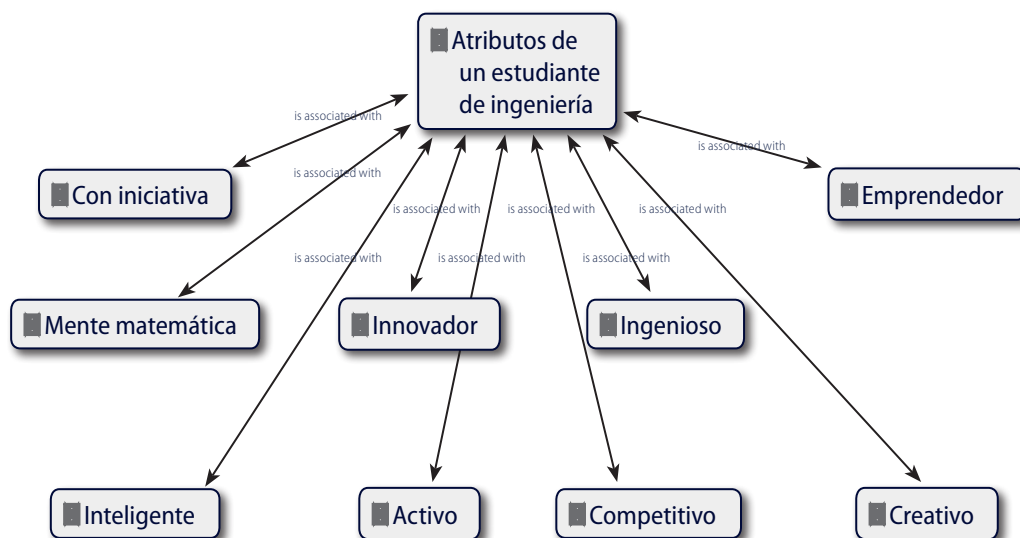 Atributos de
un estudiante
de ingeniería
is associated with
is associated with
is associated with
Con iniciativa
Emprendedor
is associated with
is associated with
is associated with
is associated with
is associated with
is associated with
Mente matemática
Innovador
Ingenioso
Inteligente
Activo
Competitivo
Creativo